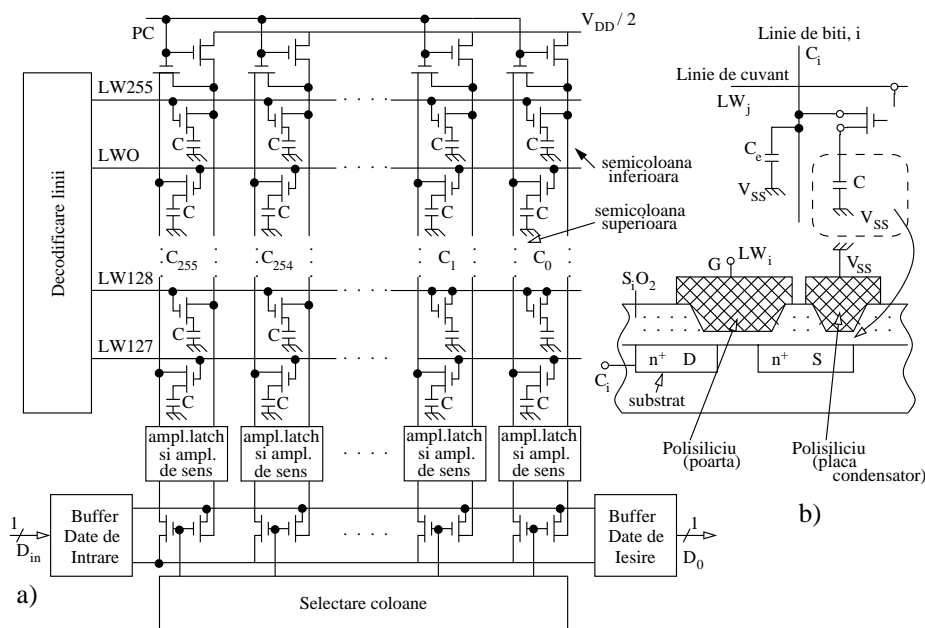 PC
V_DD / 2
Linie de biti, i
C_i
Linie de cuvant
LW_j
LW255
C
C
C
C
LWO
C
C
C
C
semicoloana
inferioara
semicoloana
superioara
C_e
V_SS
C
V_SS
Decodificare linii
C_255
C_254
C_1
C_0
LW128
C
C
C
C
LW127
C
C
C
C
G
LW_i
V_SS
S_iO_2
n+ D
n+ S
C_i
substrat
Polisiliciu
(poarta)
Polisiliciu
(placa
condensator)
ampl.latch
si ampl.
de sens
ampl.latch
si ampl.
de sens
ampl.latch
si ampl.
de sens
ampl.latch
si ampl.
de sens
b)
1
D_in
Buffer
Date de
Intrare
Buffer
Date de
Iesire
1
D_0
a)
Selectare coloane